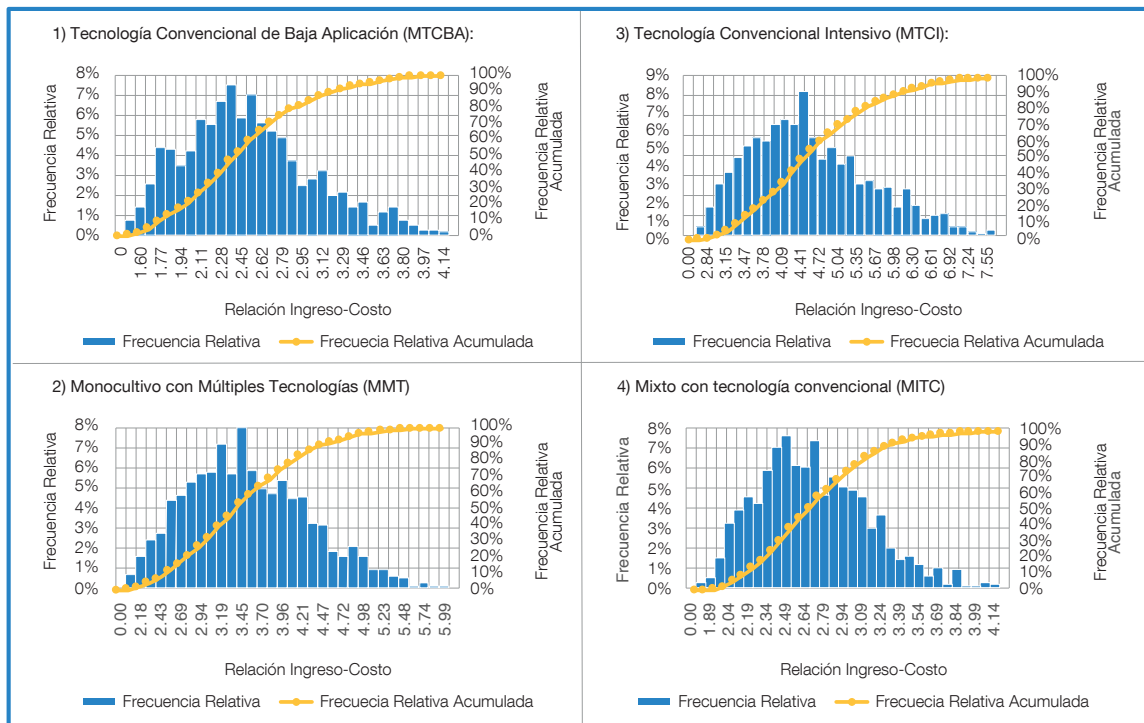 1) Tecnología Convencional de Baja Aplicación (MTCBA):
Frecuencia Relativa
8%
7%
6%
5%
4%
3%
2%
1%
0%
100%
90%
80%
70%
60%
50%
40%
30%
20%
10%
0%
Frecuencia Relativa
Acumulada
0 1.60 1.77 1.94 2.11 2.28 2.45 2.62 2.79 2.95 3.12 3.29 3.46 3.63 3.80 3.97 4.14
Relación Ingreso-Costo
Frecuencia Relativa Frecuecia Relativa Acumulada
3) Tecnología Convencional Intensivo (MTCI):
Frecuencia Relativa
9%
8%
7%
6%
5%
4%
3%
2%
1%
0%
100%
90%
80%
70%
60%
50%
40%
30%
20%
10%
0%
Frecuencia Relativa
Acumulada
0.00 2.84 3.15 3.47 3.78 4.09 4.41 4.72 5.04 5.35 5.67 5.98 6.30 6.61 6.92 7.24 7.55
Relación Ingreso-Costo
Frecuencia Relativa Frecuecia Relativa Acumulada
2) Monocultivo con Múltiples Tecnologías (MMT)
Frecuencia Relativa
8%
7%
6%
5%
4%
3%
2%
1%
0%
100%
90%
80%
70%
60%
50%
40%
30%
20%
10%
0%
Frecuencia Relativa
Acumulada
0.00 2.18 2.43 2.69 2.94 3.19 3.45 3.70 3.96 4.21 4.47 4.72 4.98 5.23 5.48 5.74 5.99
Relación Ingreso-Costo
Frecuencia Relativa Frecuecia Relativa Acumulada
4) Mixto con tecnología convencional (MITC)
Frecuencia Relativa
8%
7%
6%
5%
4%
3%
2%
1%
0%
100%
90%
80%
70%
60%
50%
40%
30%
20%
10%
0%
Frecuencia Relativa
Acumulada
0.00 1.89 2.04 2.19 2.34 2.49 2.64 2.79 2.94 3.09 3.24 3.39 3.54 3.69 3.84 3.99 4.14
Relación Ingreso-Costo
Frecuencia Relativa Frecuecia Relativa Acumulada